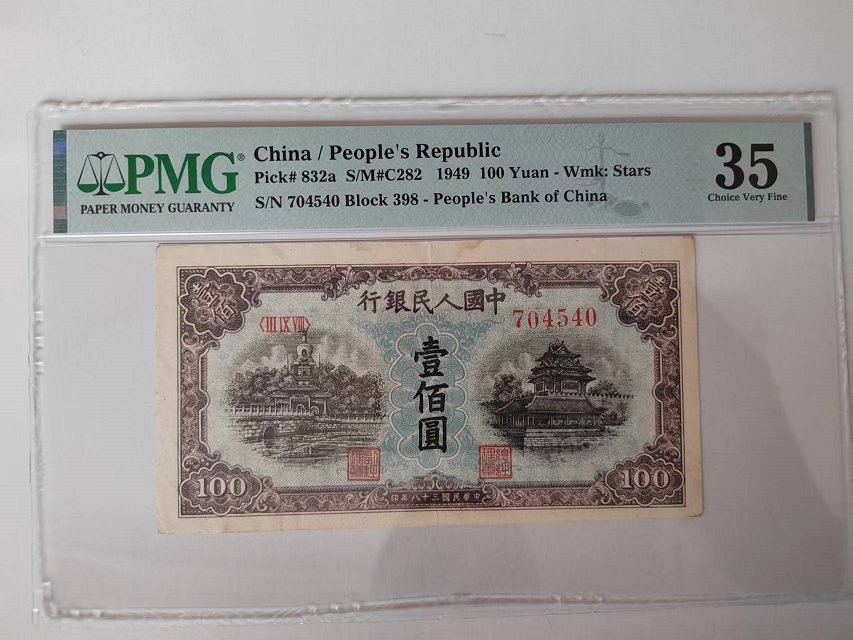 PMG®
PAPER MONEY GUARANTY
China / People's Republic
Pick# 832a S/M#C282 1949 100 Yuan - Wmk: Stars
S/N 704540 Block 398 - People's Bank of China
35
Choice Very Fine
行銀民人國中
壹佰
圓百
〈III IX VIII〉
704540
壹佰圓
100
印年八十三國民華中
100